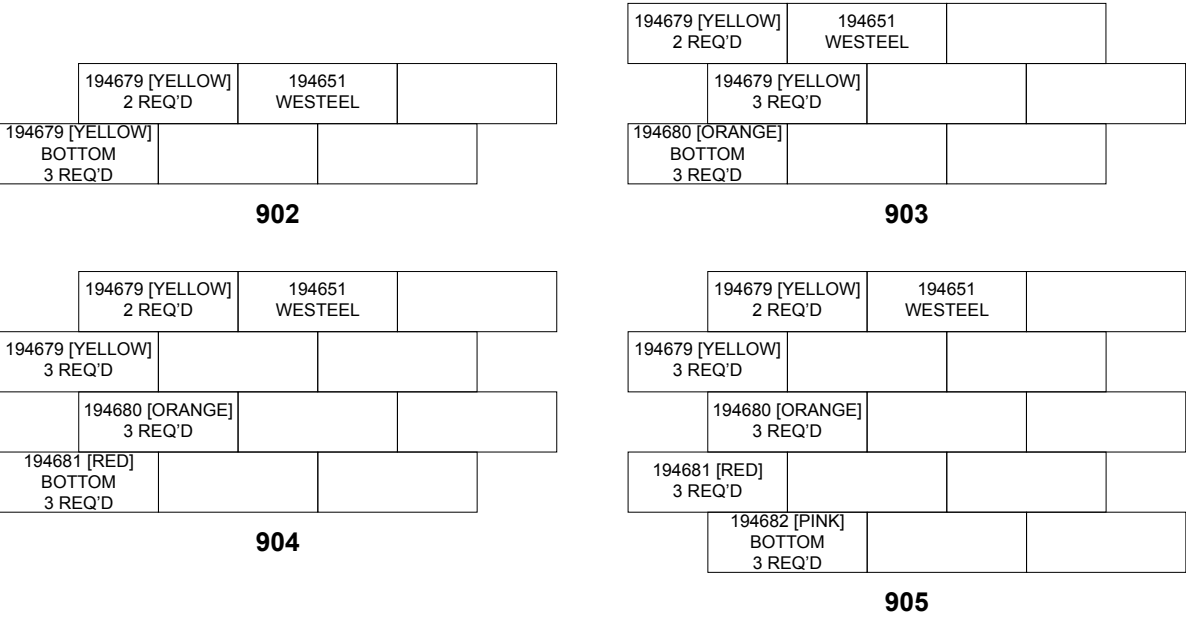 194679 [YELLOW]
2 REQ'D
194651
WESTEEL
194679 [YELLOW]
BOTTOM
3 REQ'D
902
194679 [YELLOW]
2 REQ'D
194651
WESTEEL
194679 [YELLOW]
3 REQ'D
194680 [ORANGE]
BOTTOM
3 REQ'D
903
194679 [YELLOW]
2 REQ'D
194651
WESTEEL
194679 [YELLOW]
3 REQ'D
194680 [ORANGE]
3 REQ'D
194681 [RED]
BOTTOM
3 REQ'D
904
194679 [YELLOW]
2 REQ'D
194651
WESTEEL
194679 [YELLOW]
3 REQ'D
194680 [ORANGE]
3 REQ'D
194681 [RED]
3 REQ'D
194682 [PINK]
BOTTOM
3 REQ'D
905